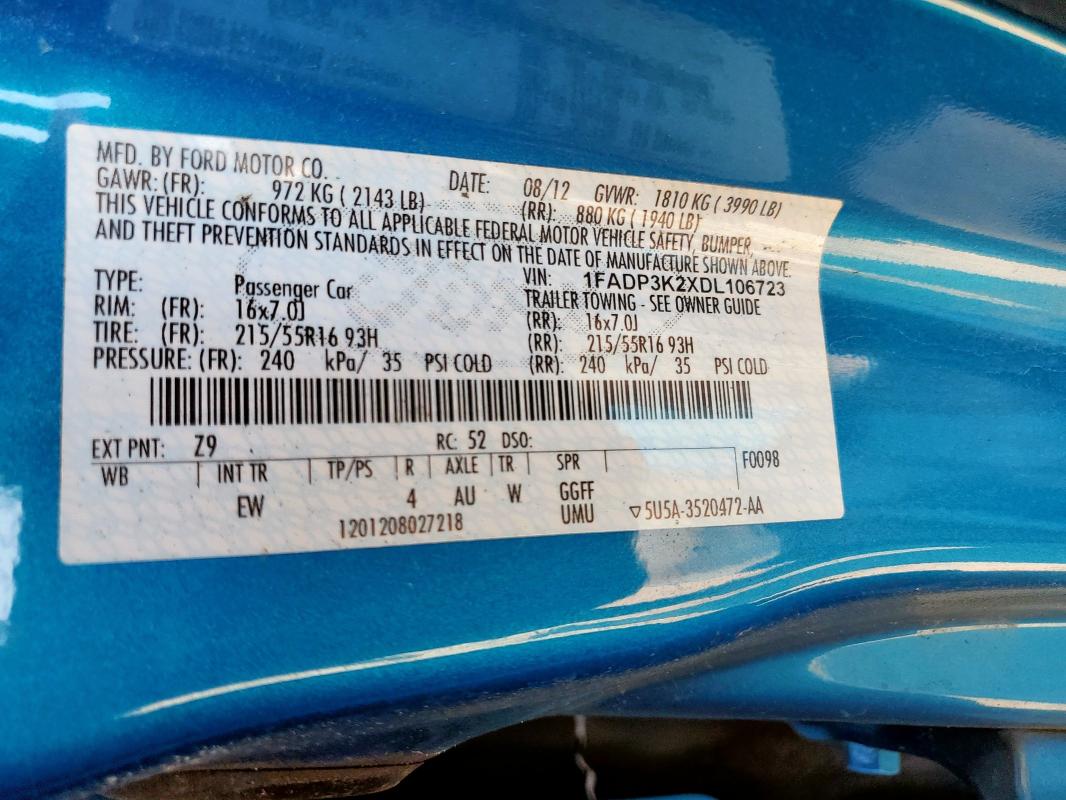 MFD. BY FORD MOTOR CO.
DATE: 08/12 GVWR: 1810 KG ( 3990 LB)
GAWR: (FR): 972 KG ( 2143 LB) (RR): 880 KG ( 1940 LB)
THIS VEHICLE CONFORMS TO ALL APPLICABLE FEDERAL MOTOR VEHICLE SAFETY, BUMPER,
AND THEFT PREVENTION STANDARDS IN EFFECT ON THE DATE OF MANUFACTURE SHOWN ABOVE.
VIN: 1FADP3K2XDL106723
TYPE: Passenger Car TRAILER TOWING - SEE OWNER GUIDE
RIM: (FR): 16x7.0J (RR): 16x7.0J
TIRE: (FR): 215/55R16 93H (RR): 215/55R16 93H
PRESSURE: (FR): 240 kPa/ 35 PSI COLD (RR): 240 kPa/ 35 PSI COLD
EXT PNT: Z9 RC: 52 DSO:
WB INT TR TP/PS R AXLE TR SPR F0098
EW 4 AU W GGFF
1201208027218 UMU ▽5U5A-3520472-AA